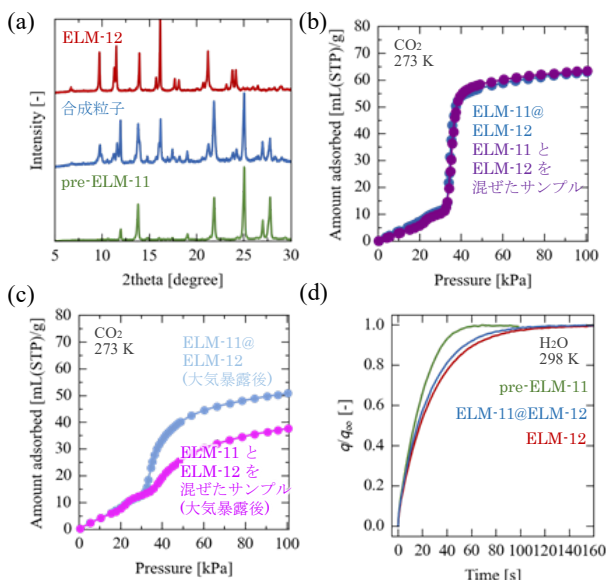 (a)
ELM-12
合成粒子
pre-ELM-11
Intensity [-]
5 10 15 20 25 30
2theta [degree]
(b)
CO₂
273 K
ELM-11@
ELM-12
ELM-11 と
ELM-12 を
混ぜたサンプル
Amount adsorbed [mL(STP)/g]
80
70
60
50
40
30
20
10
0
0 20 40 60 80 100
Pressure [kPa]
(c)
CO₂
273 K
ELM-11@
ELM-12
(大気暴露後)
ELM-11 と
ELM-12 を
混ぜたサンプル
(大気暴露後)
Amount adsorbed [mL(STP)/g]
80
70
60
50
40
30
20
10
0
0 20 40 60 80 100
Pressure [kPa]
(d)
H₂O
298 K
pre-ELM-11
ELM-11@ELM-12
ELM-12
q/q∞ [-]
1.0
0.8
0.6
0.4
0.2
0.0
0 20 40 60 80 100 120 140 160
Time [s]